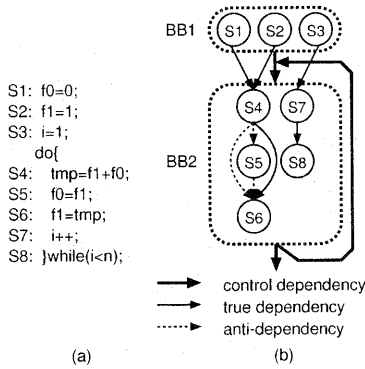 S1: f0=0;
S2: f1=1;
S3: i=1;
do{
S4: tmp=f1+f0;
S5: f0=f1;
S6: f1=tmp;
S7: i++;
S8: }while(i<n);
(a)
BB1
S1 S2 S3
BB2
S4 S7
S5 S8
S6
control dependency
true dependency
anti-dependency
(b)